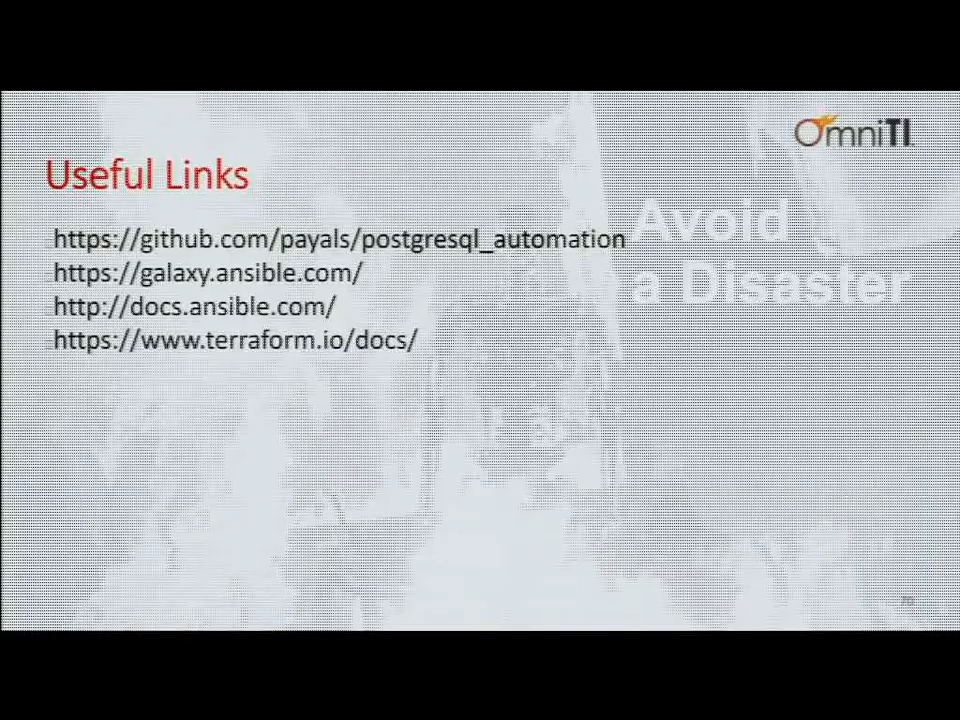 OmniTI
Useful Links
https://github.com/payals/postgresql_automation
https://galaxy.ansible.com/
http://docs.ansible.com/
https://www.terraform.io/docs/
Avoid
a Disaster
70